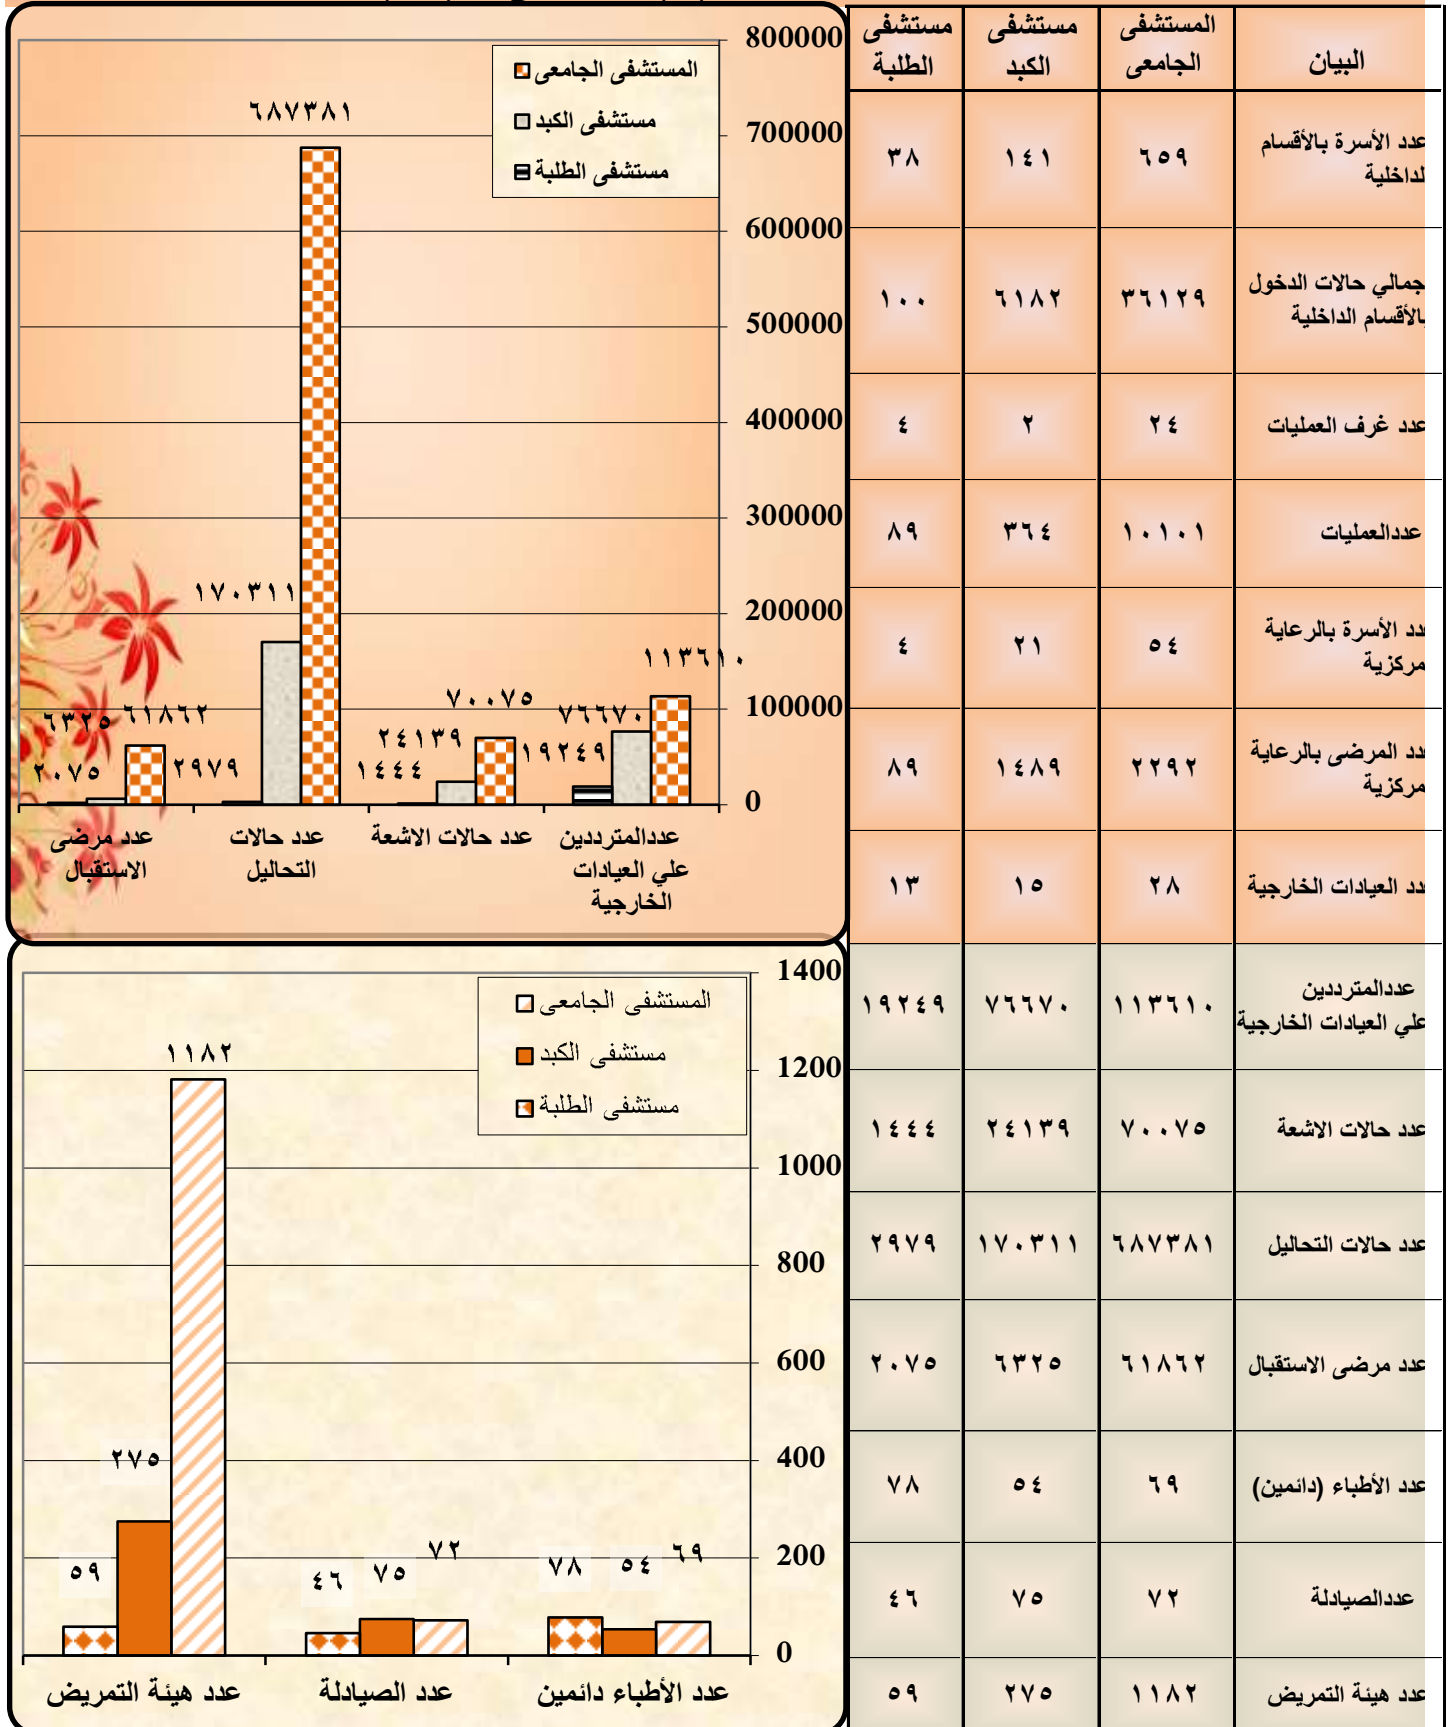 البيان المستشفى الجامعى مستشفى الكبد مستشفى الطلبة
عدد الأسرة بالأقسام
لداخلية
٦٥٩ ١٤١ ٣٨
جمالي حالات الدخول
بالأقسام الداخلية
٣٦١٢٩ ٦١٨٢ ١٠٠
عدد غرف العمليات ٢٤ ٢ ٤
عددالعمليات ١٠١٠١ ٣٦٤ ٨٩
دد الأسرة بالرعاية
مركزية
٥٤ ٢١ ٤
دد المرضى بالرعاية
مركزية
٢٢٩٢ ١٤٨٩ ٨٩
دد العيادات الخارجية ٢٨ ١٥ ١٣
عددالمترددين
علي العيادات الخارجية
١١٣٦١٠ ٧٦٦٧٠ ١٩٢٤٩
عدد حالات الاشعة ٧٠٠٧٥ ٢٤١٣٩ ١٤٤٤
عدد حالات التحاليل ٦٨٧٣٨١ ١٧٠٣١١ ٢٩٧٩
عدد مرضى الاستقبال ٦١٨٦٢ ٦٣٢٥ ٢٠٧٥
عدد الأطباء (دائمين) ٦٩ ٥٤ ٧٨
عددالصيادلة ٧٢ ٧٥ ٤٦
عدد هيئة التمريض ١١٨٢ ٢٧٥ ٥٩
المستشفى الجامعى
مستشفى الكبد
مستشفى الطلبة
800000
700000
600000
500000
400000
300000
200000
100000
0
١١٣٦١٠
٧٦٦٧٠
١٩٢٤٩
٧٠٠٧٥
٢٤١٣٩
١٤٤٤
٦٨٧٣٨١
١٧٠٣١١
٢٩٧٩
٦١٨٦٢
٦٣٢٥
٢٠٧٥
عددالمترددين
علي العيادات
الخارجية
عدد حالات الاشعة
عدد حالات
التحاليل
عدد مرضى
الاستقبال
المستشفى الجامعى
مستشفى الكبد
مستشفى الطلبة
1400
1200
1000
800
600
400
200
0
٦٩
٥٤
٧٨
٧٢
٧٥
٤٦
١١٨٢
٢٧٥
٥٩
عدد الأطباء دائمين
عدد الصيادلة
عدد هيئة التمريض